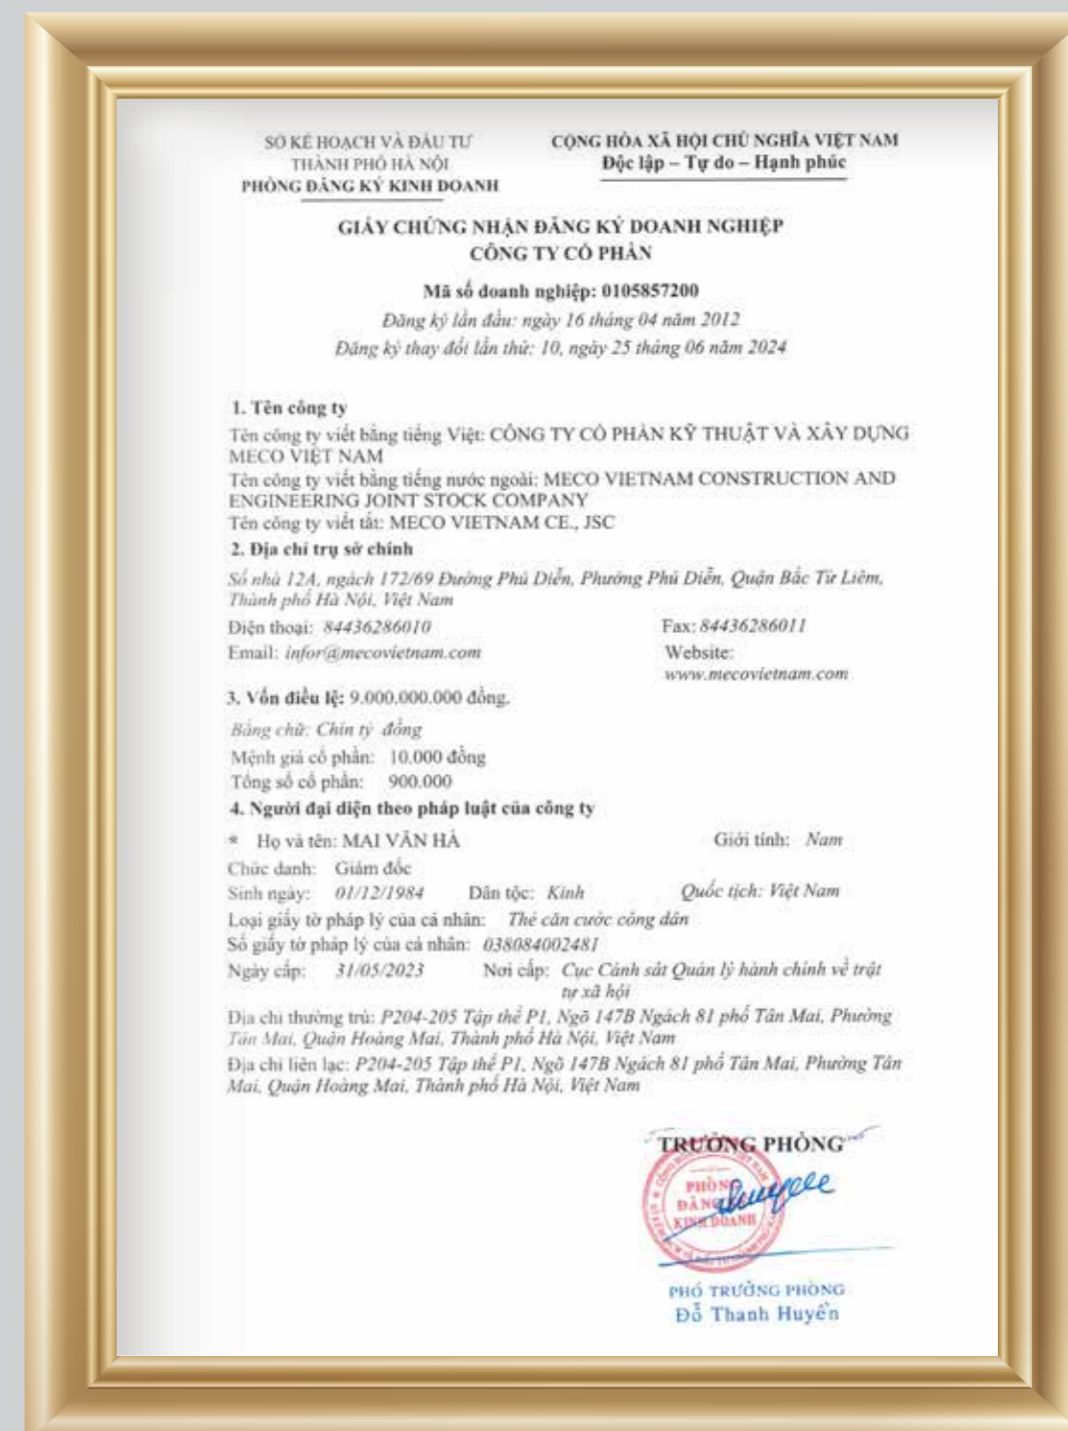 SỞ KẾ HOẠCH VÀ ĐẦU TƯ
THÀNH PHỐ HÀ NỘI
PHÒNG ĐĂNG KÝ KINH DOANH
CỘNG HÒA XÃ HỘI CHỦ NGHĨA VIỆT NAM
Độc lập – Tự do – Hạnh phúc
GIẤY CHỨNG NHẬN ĐĂNG KÝ DOANH NGHIỆP
CÔNG TY CỔ PHẦN
Mã số doanh nghiệp: 0105857200
Đăng ký lần đầu: ngày 16 tháng 04 năm 2012
Đăng ký thay đổi lần thứ: 10, ngày 25 tháng 06 năm 2024
1. Tên công ty
Tên công ty viết bằng tiếng Việt: CÔNG TY CỔ PHẦN KỸ THUẬT VÀ XÂY DỰNG
MECO VIỆT NAM
Tên công ty viết bằng tiếng nước ngoài: MECO VIETNAM CONSTRUCTION AND
ENGINEERING JOINT STOCK COMPANY
Tên công ty viết tắt: MECO VIETNAM CE., JSC
2. Địa chỉ trụ sở chính
Số nhà 12A, ngách 172/69 Đường Phú Diễn, Phường Phú Diễn, Quận Bắc Từ Liêm,
Thành phố Hà Nội, Việt Nam
Điện thoại: 84436286010 Fax: 84436286011
Email: infor@mecovietnam.com Website:
www.mecovietnam.com
3. Vốn điều lệ: 9.000.000.000 đồng.
Bằng chữ: Chín tỷ đồng
Mệnh giá cổ phần: 10.000 đồng
Tổng số cổ phần: 900.000
4. Người đại diện theo pháp luật của công ty
* Họ và tên: MAI VĂN HÀ Giới tính: Nam
Chức danh: Giám đốc
Sinh ngày: 01/12/1984 Dân tộc: Kinh Quốc tịch: Việt Nam
Loại giấy tờ pháp lý của cá nhân: Thẻ căn cước công dân
Số giấy tờ pháp lý của cá nhân: 038084002481
Ngày cấp: 31/05/2023 Nơi cấp: Cục Cảnh sát Quản lý hành chính về trật
tự xã hội
Địa chỉ thường trú: P204-205 Tập thể P1, Ngõ 147B Ngách 81 phố Tân Mai, Phường
Tân Mai, Quận Hoàng Mai, Thành phố Hà Nội, Việt Nam
Địa chỉ liên lạc: P204-205 Tập thể P1, Ngõ 147B Ngách 81 phố Tân Mai, Phường Tân
Mai, Quận Hoàng Mai, Thành phố Hà Nội, Việt Nam
TRƯỞNG PHÒNG
PHÒNG
ĐĂNG
KINH DOANH
PHÓ TRƯỞNG PHÒNG
Đỗ Thanh Huyền